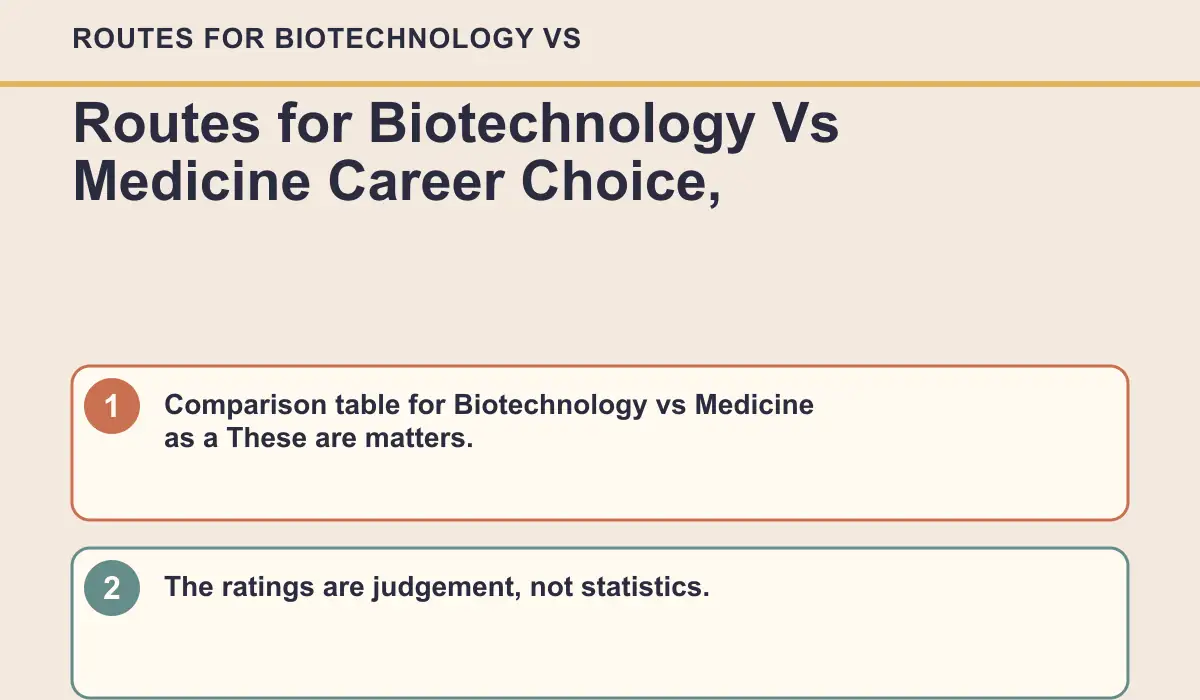 ROUTES FOR BIOTECHNOLOGY VS
Routes for Biotechnology Vs
Medicine Career Choice,
1
Comparison table for Biotechnology vs Medicine
as a These are matters.
2
The ratings are judgement, not statistics.